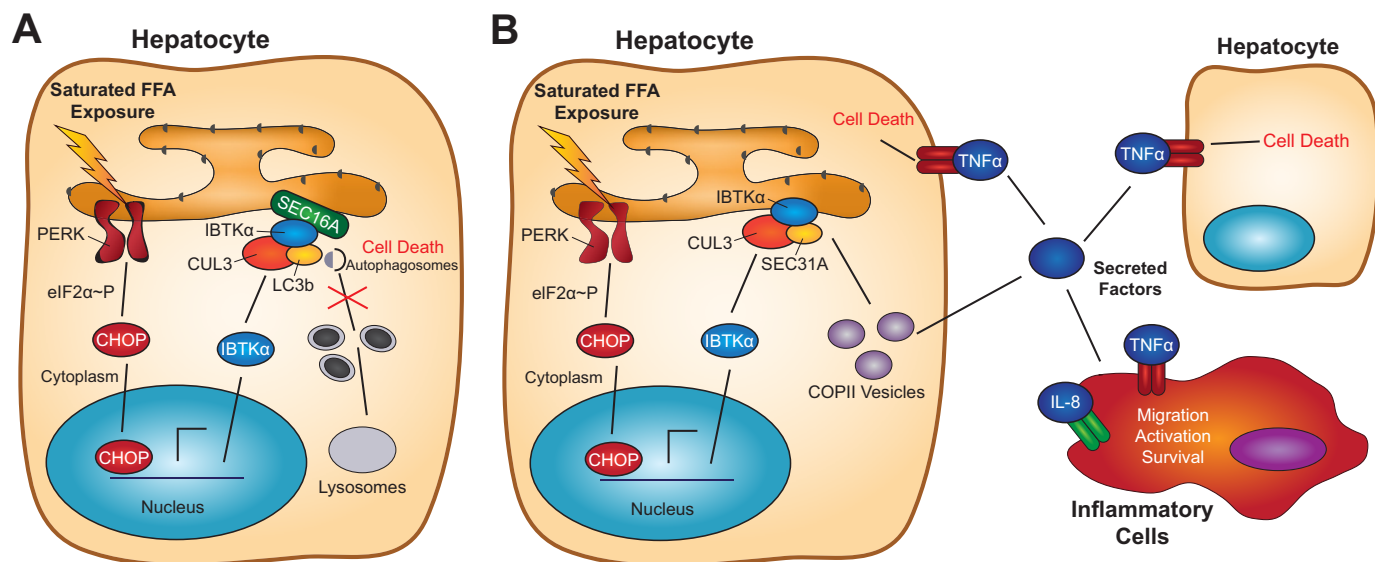 A
Hepatocyte
Saturated FFA
Exposure
SEC16A
PERK
IBTKα
CUL3
LC3b
Cell Death
Autophagosomes
eIF2α~P
CHOP
IBTKα
Cytoplasm
CHOP
Nucleus
Lysosomes
B
Hepatocyte
Saturated FFA
Exposure
PERK
IBTKα
CUL3
SEC31A
eIF2α~P
CHOP
IBTKα
Cytoplasm
COPII Vesicles
CHOP
Nucleus
Cell Death
TNFα
Hepatocyte
TNFα
Cell Death
Secreted
Factors
TNFα
IL-8
Migration
Activation
Survival
Inflammatory
Cells